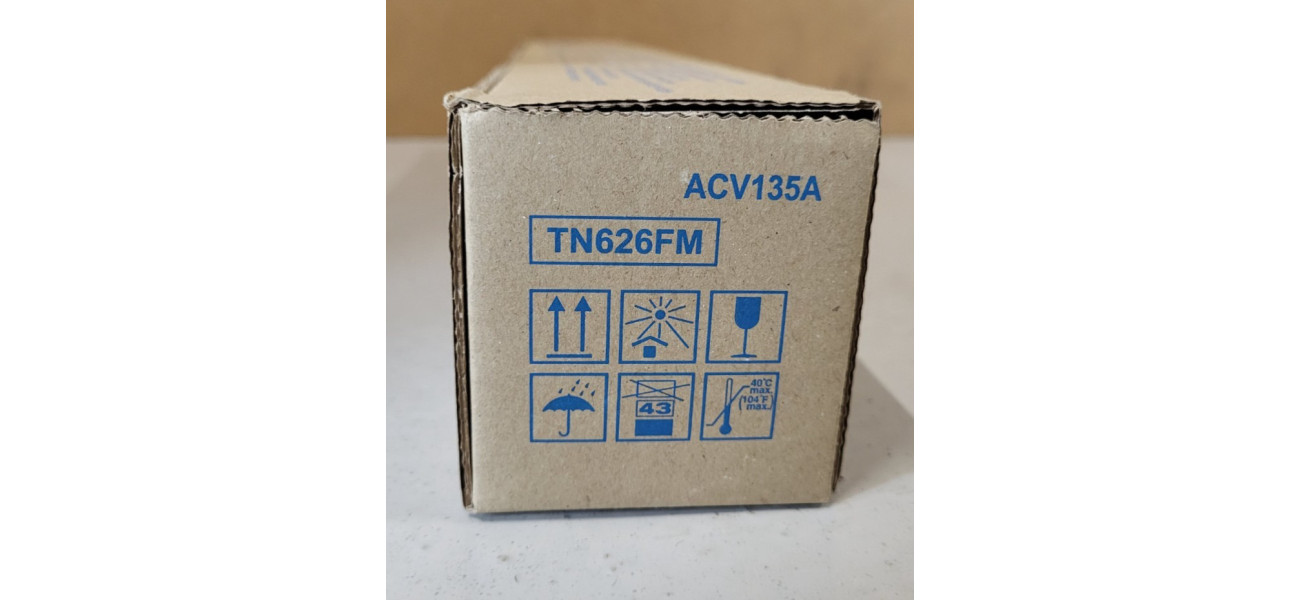 ACV135A
TN626FM
43
40°C
max.
(104°F
max.)